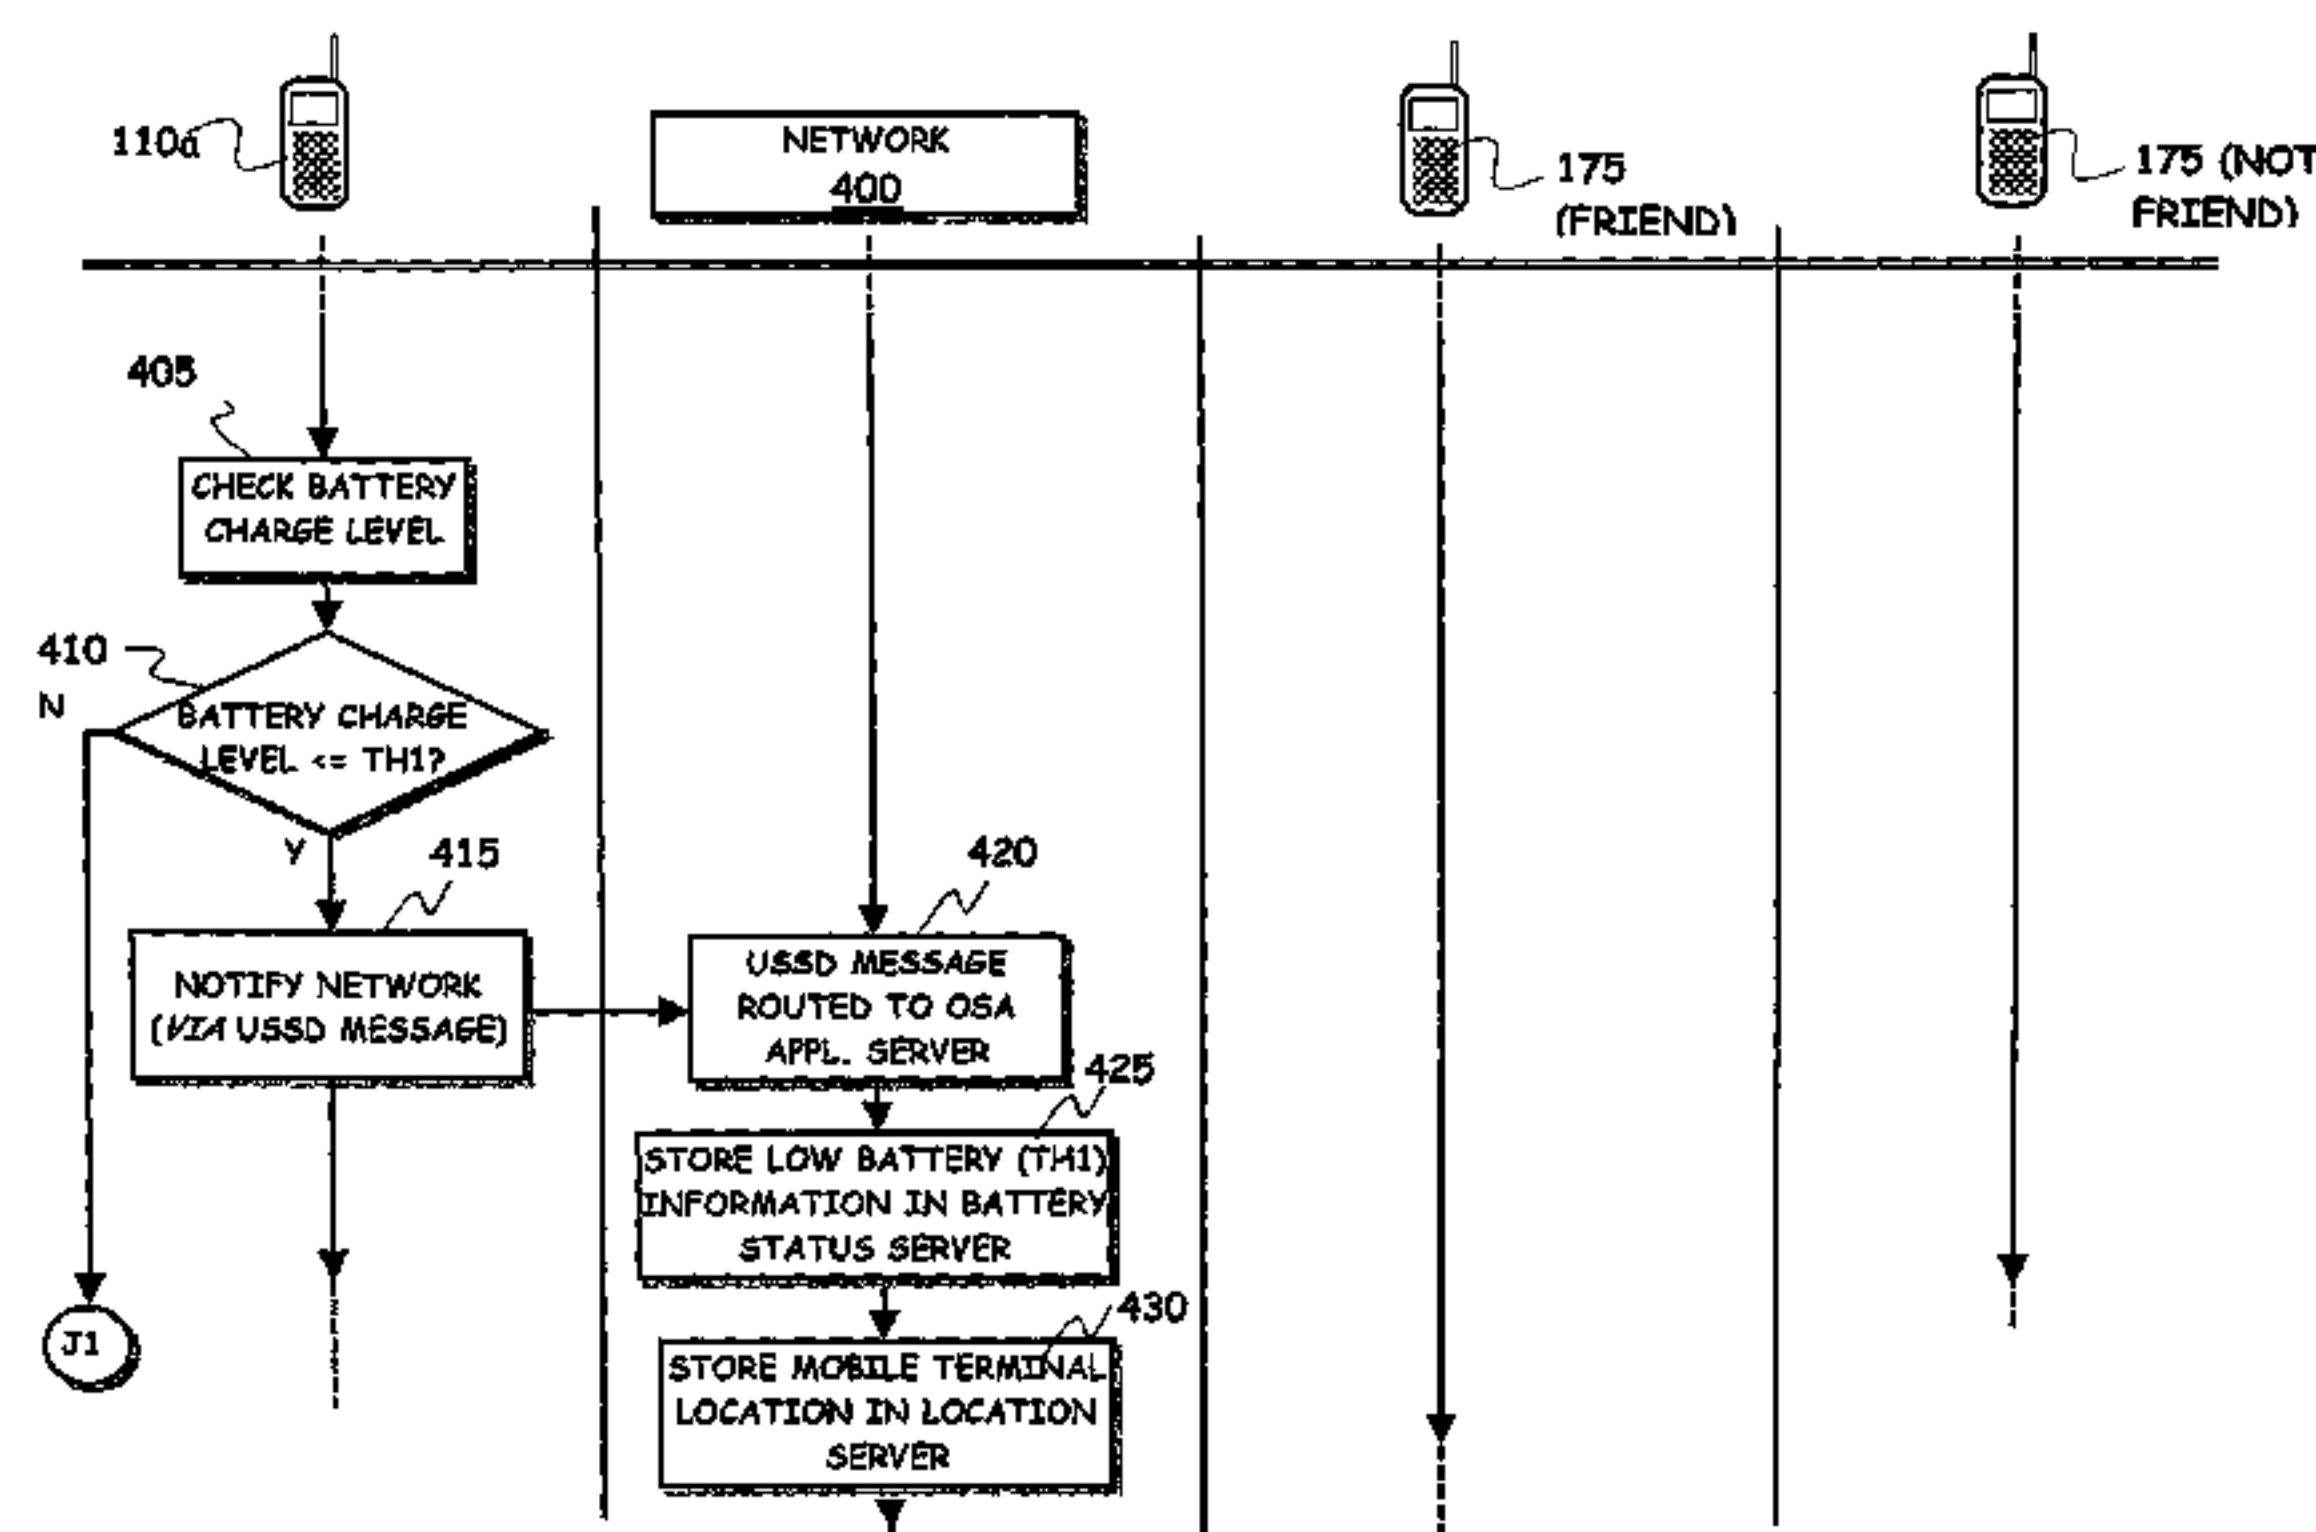 110a
NETWORK
400
175
(FRIEND)
175 (NOT
FRIEND)
405
CHECK BATTERY
CHARGE LEVEL
410
N
BATTERY CHARGE
LEVEL <= TH1?
Y
415
420
NOTIFY NETWORK
(VIA USSD MESSAGE)
USSD MESSAGE
ROUTED TO OSA
APPL. SERVER
425
STORE LOW BATTERY (TH1)
INFORMATION IN BATTERY
STATUS SERVER
430
J1
STORE MOBILE TERMINAL
LOCATION IN LOCATION
SERVER